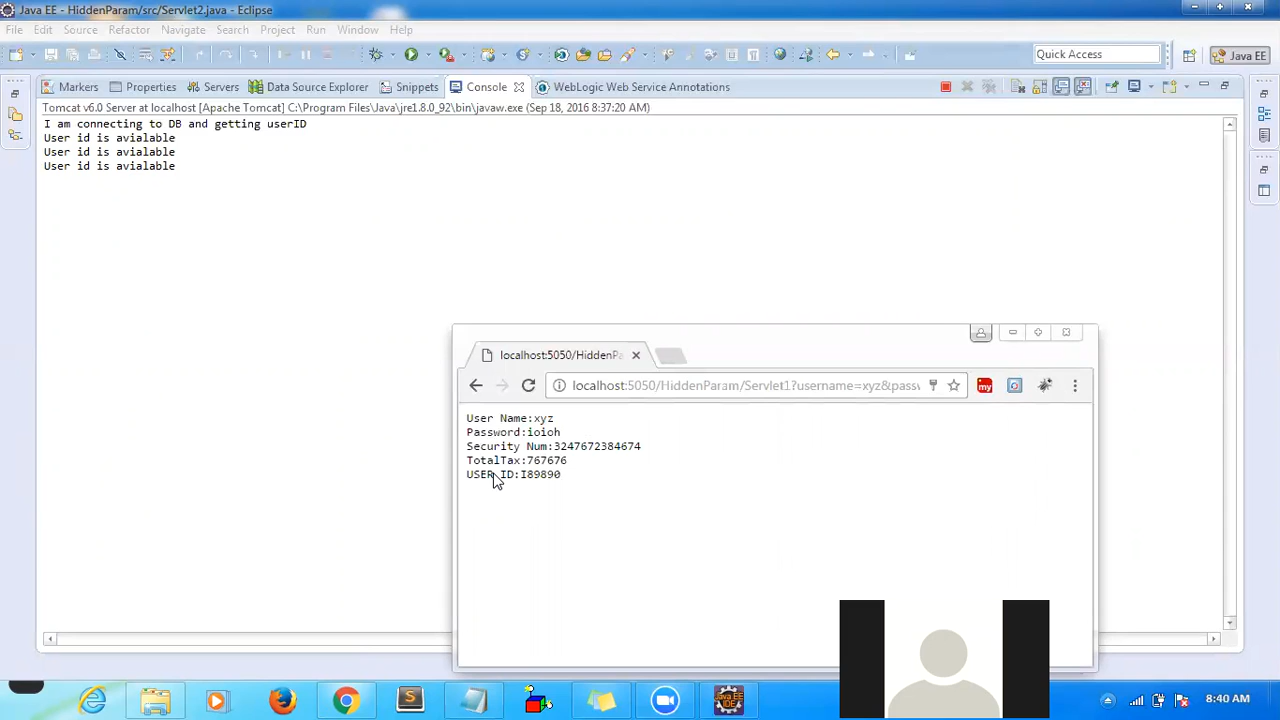 Java EE - HiddenParam/src/Servlet2.java - Eclipse
File Edit Source Refactor Navigate Search Project Run Window Help
Quick Access
Java EE
Markers Properties Servers Data Source Explorer Snippets Console WebLogic Web Service Annotations
Tomcat v6.0 Server at localhost [Apache Tomcat] C:\Program Files\Java\jre1.8.0_92\bin\javaw.exe (Sep 18, 2016 8:37:20 AM)
I am connecting to DB and getting userID
User id is avialable
User id is avialable
User id is avialable
localhost:5050/HiddenPa
localhost:5050/HiddenParam/Servlet1?username=xyz&passw
my
User Name:xyz
Password:ioioh
Security Num:3247672384674
TotalTax:767676
USER ID:I89890
Java EE
IDE
8:40 AM